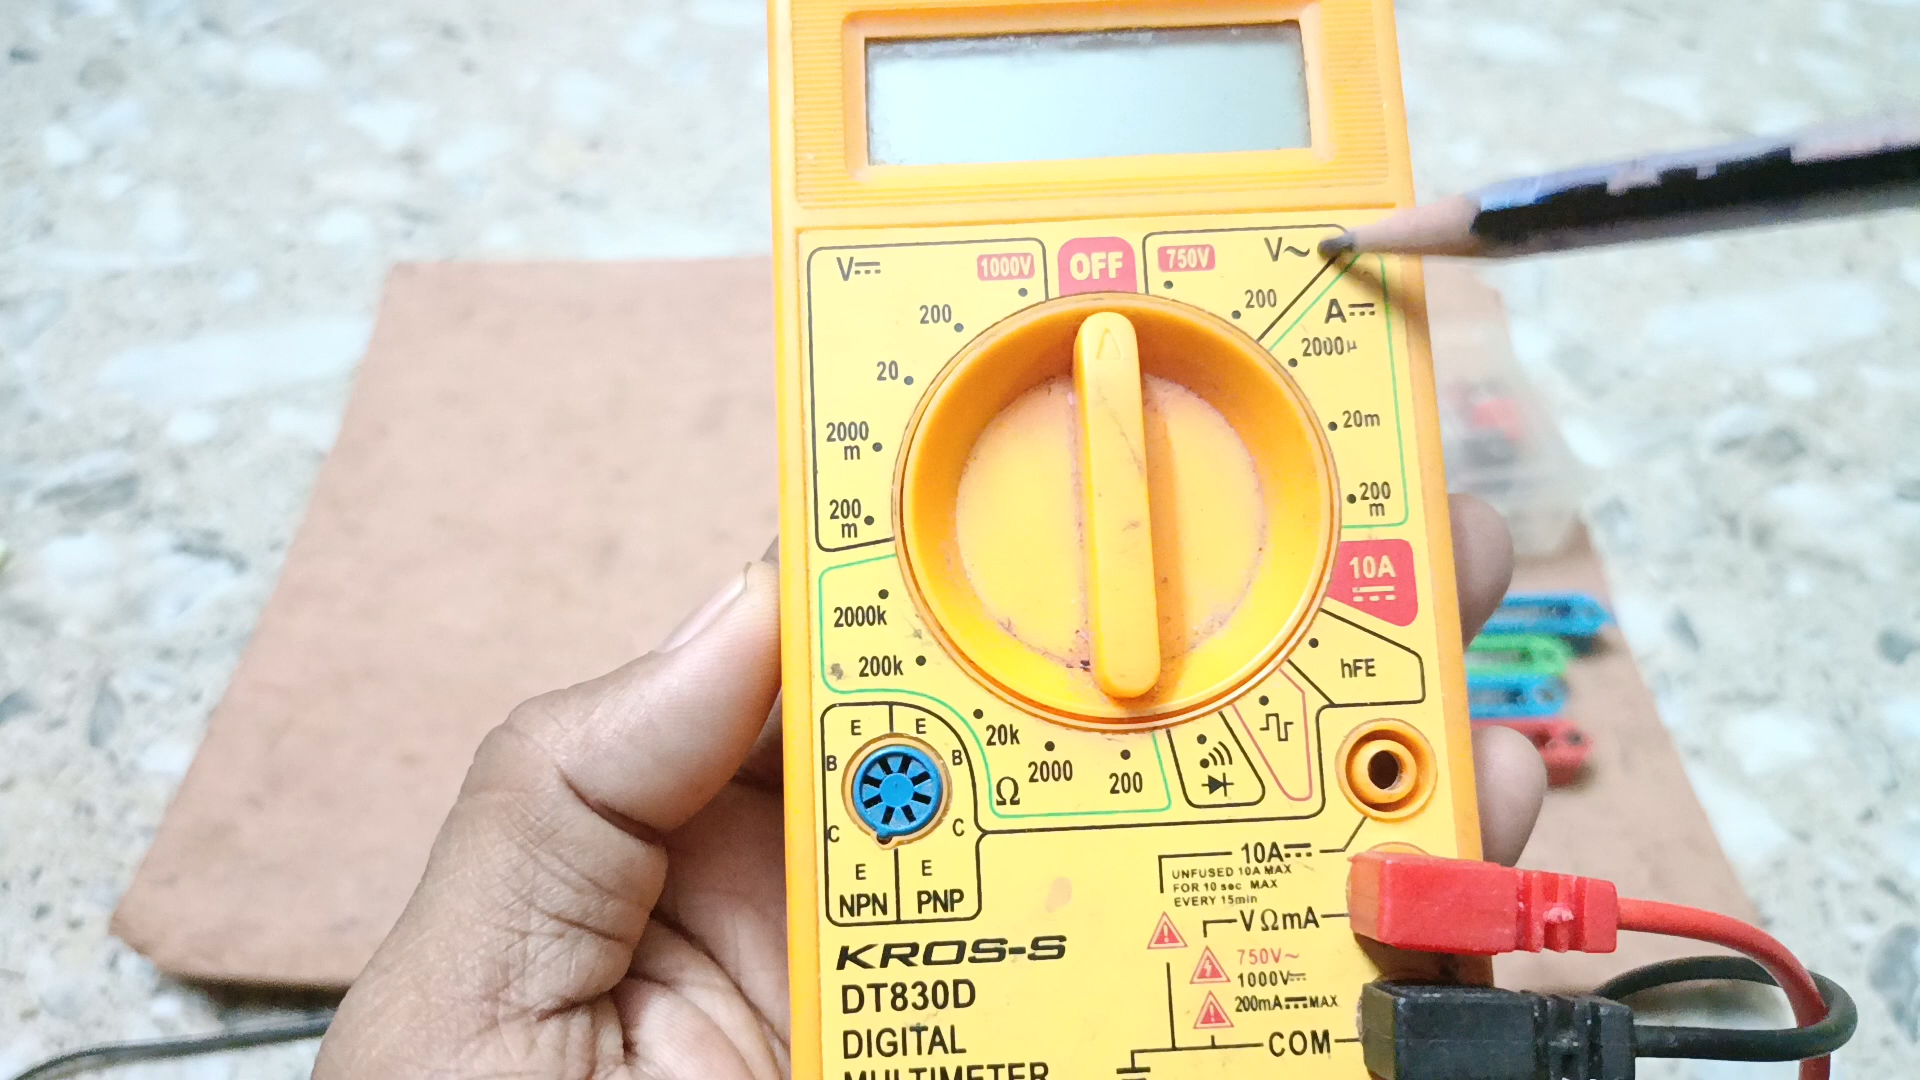 V⎓ 1000V OFF 750V V~
200 200
A⎓
20 2000µ
2000 m 20m
200 m 200 m
10A⎓
2000k
200k hFE
20k
Ω 2000 200
E E
B B
C C
E E
NPN PNP
10A⎓
UNFUSED 10A MAX
FOR 10 sec MAX
EVERY 15min
VΩmA
KROS-S
750V~
1000V⎓
DT830D
200mA⎓MAX
DIGITAL
COM
MULTIMETER